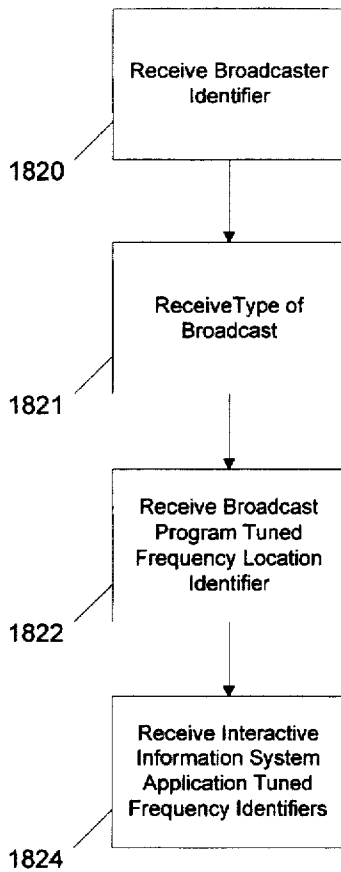 Receive Broadcaster
Identifier
1820
ReceiveType of
Broadcast
1821
Receive Broadcast
Program Tuned
Frequency Location
Identifier
1822
Receive Interactive
Information System
Application Tuned
Frequency Identifiers
1824